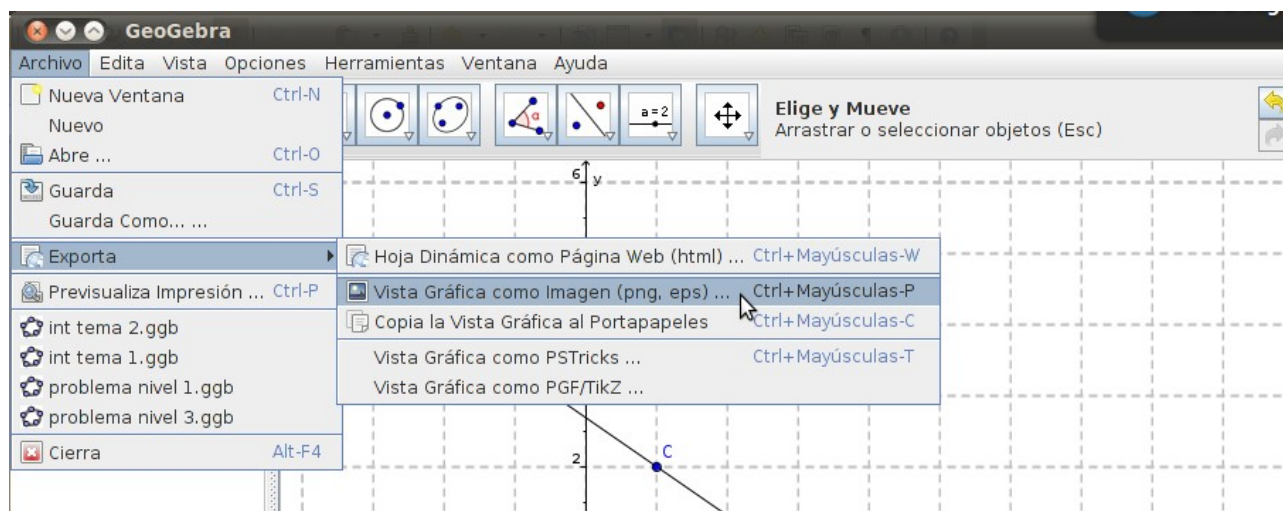 GeoGebra
Archivo Edita Vista Opciones Herramientas Ventana Ayuda
Nueva Ventana Ctrl-N
Nuevo
Abre ... Ctrl-O
Guarda Ctrl-S
Guarda Como... ...
Exporta
Previsualiza Impresión ... Ctrl-P
int tema 2.ggb
int tema 1.ggb
problema nivel 1.ggb
problema nivel 3.ggb
Cierra Alt-F4
Hoja Dinámica como Página Web (html) ... Ctrl+Mayúsculas-W
Vista Gráfica como Imagen (png, eps) ... Ctrl+Mayúsculas-P
Copia la Vista Gráfica al Portapapeles Ctrl+Mayúsculas-C
Vista Gráfica como PSTricks ... Ctrl+Mayúsculas-T
Vista Gráfica como PGF/TikZ ...
α
a=2
Elige y Mueve
Arrastrar o seleccionar objetos (Esc)
6 y
2
C